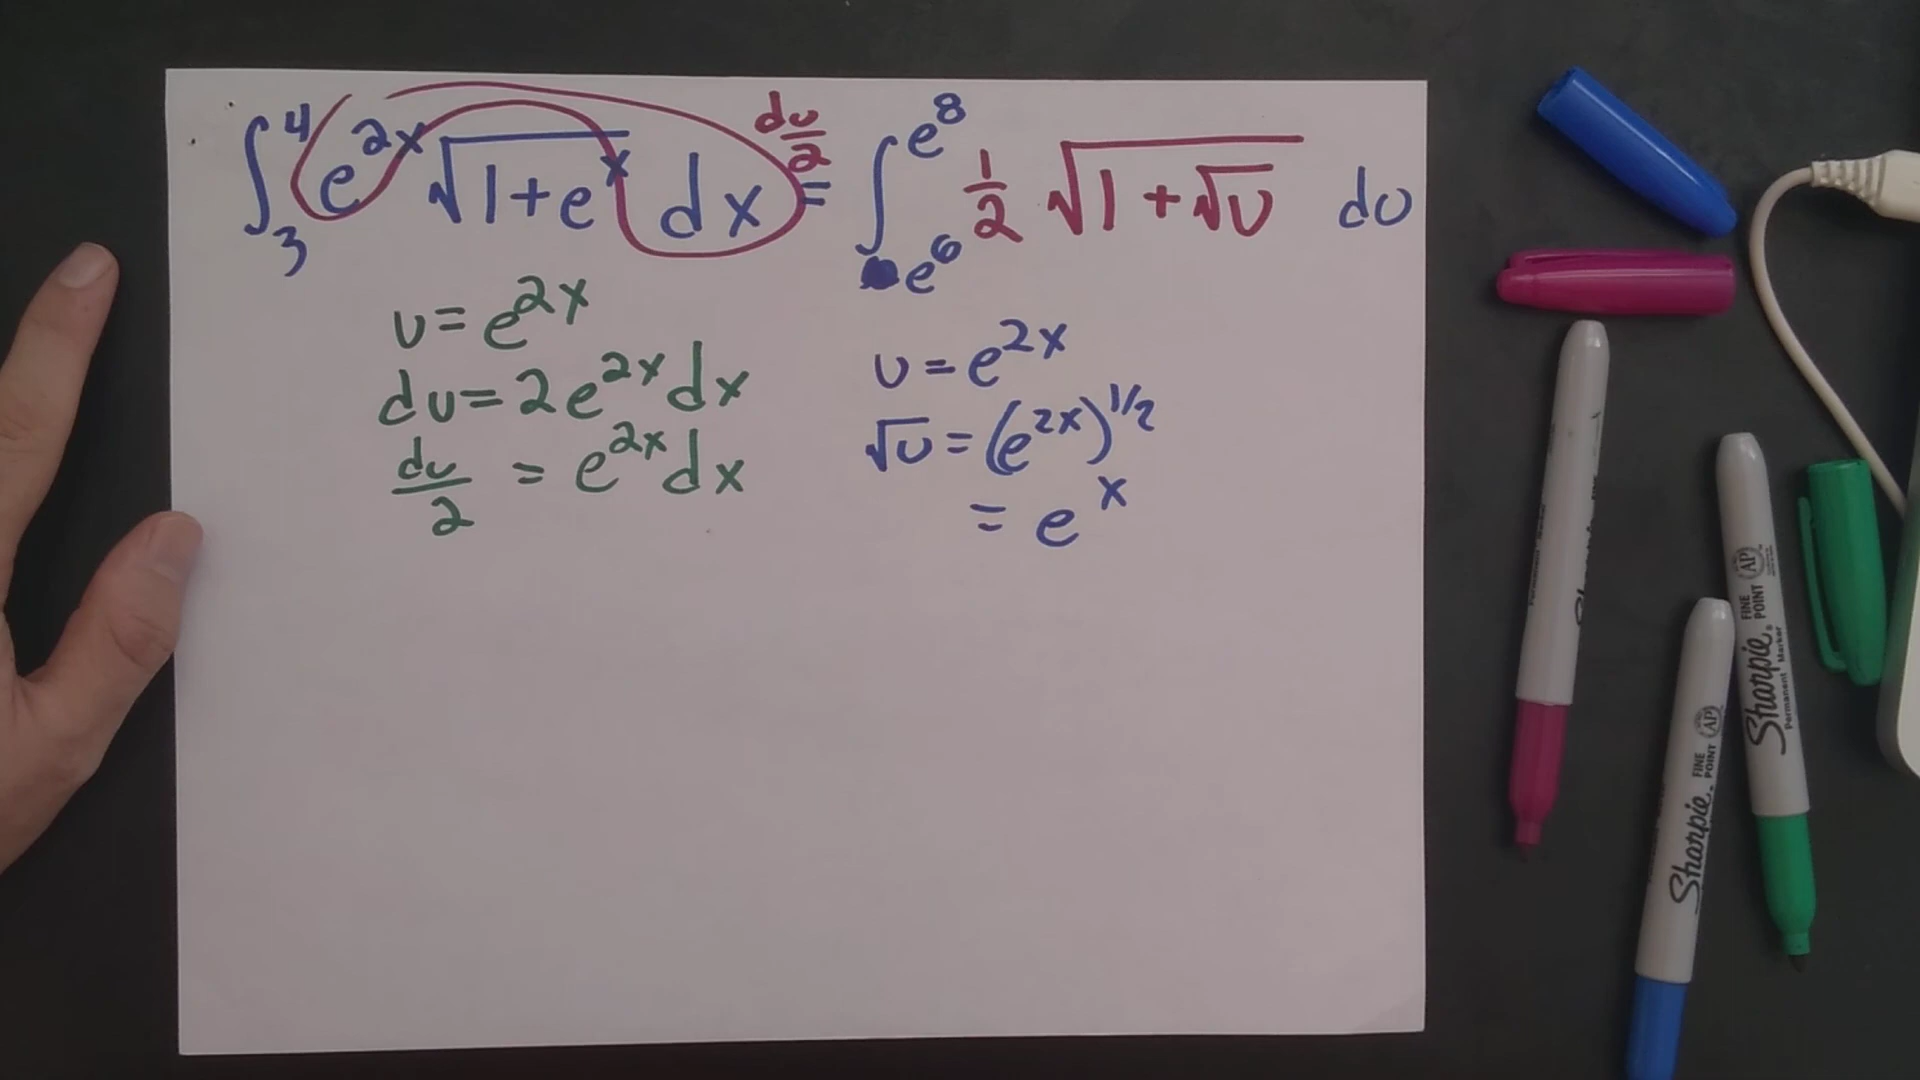 ∫₃⁴ e^{2x} √(1+e^x) dx = ∫_{e^6}^{e^8} 1/2 √(1+√u) du
du/2
u = e^{2x}
du = 2e^{2x} dx
du/2 = e^{2x} dx
u = e^{2x}
√u = (e^{2x})^{1/2}
= e^x
Sharpie
FINE POINT
AP
Permanent Marker
Sharpie
FINE POINT
AP